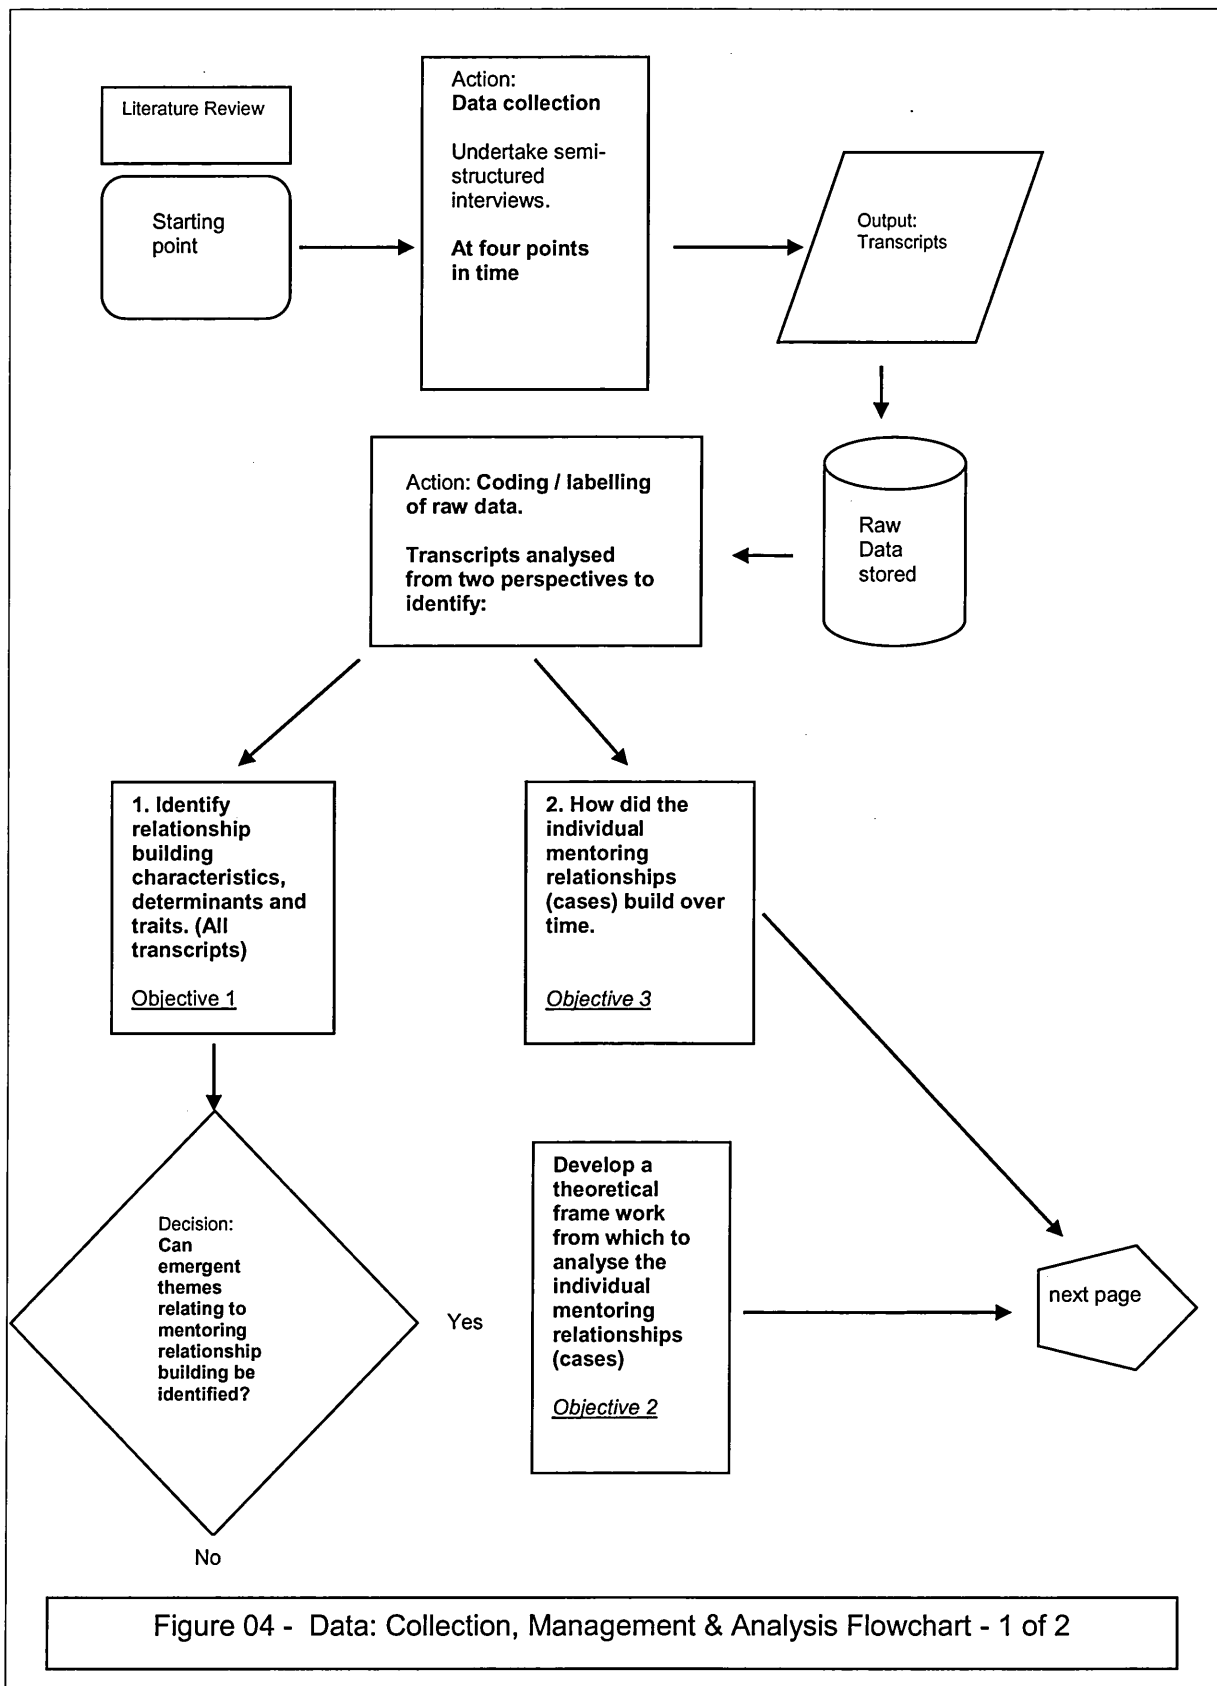 Literature Review
Starting
point
Action:
Data collection
Undertake semi-
structured
interviews.
At four points
in time
Output:
Transcripts
Raw
Data
stored
Action: Coding / labelling
of raw data.
Transcripts analysed
from two perspectives to
identify:
1. Identify
relationship
building
characteristics,
determinants and
traits. (All
transcripts)
Objective 1
2. How did the
individual
mentoring
relationships
(cases) build over
time.
Objective 3
Decision:
Can
emergent
themes
relating to
mentoring
relationship
building be
identified?
Yes
No
Develop a
theoretical
frame work
from which to
analyse the
individual
mentoring
relationships
(cases)
Objective 2
next page
Figure 04 - Data: Collection, Management & Analysis Flowchart - 1 of 2